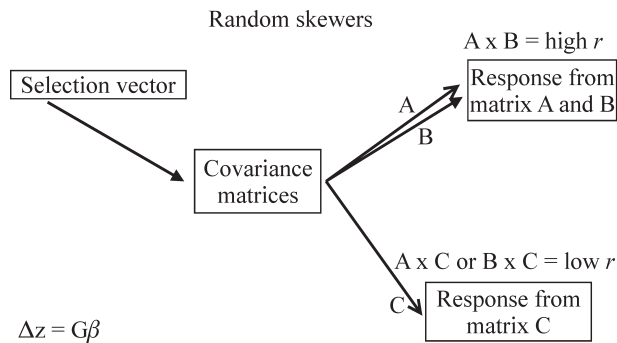 Random skewers
A x B = high r
Selection vector
Response from
matrix A and B
A
B
Covariance
matrices
A x C or B x C = low r
C
Response from
matrix C
Δz = Gβ